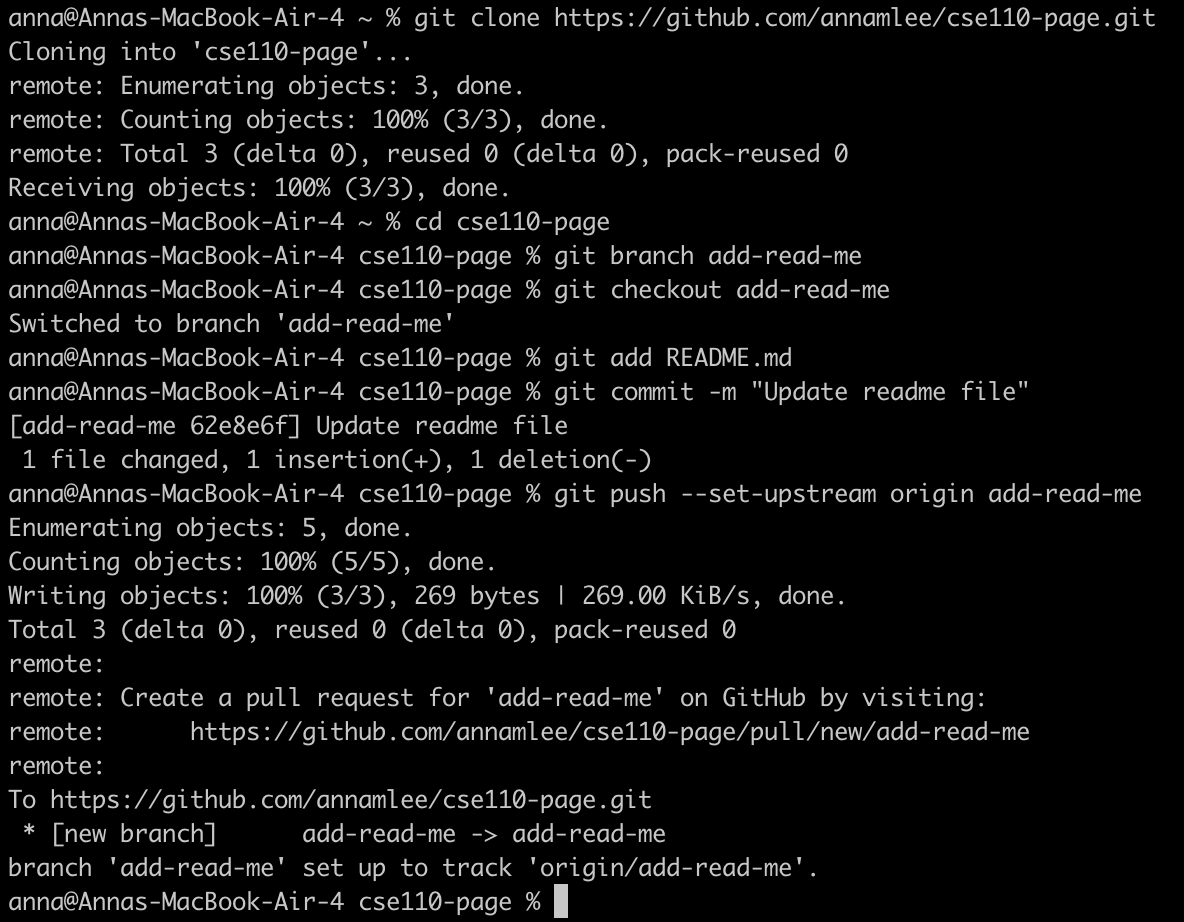 anna@Annas-MacBook-Air-4 ~ % git clone https://github.com/annamlee/cse110-page.git
Cloning into 'cse110-page'...
remote: Enumerating objects: 3, done.
remote: Counting objects: 100% (3/3), done.
remote: Total 3 (delta 0), reused 0 (delta 0), pack-reused 0
Receiving objects: 100% (3/3), done.
anna@Annas-MacBook-Air-4 ~ % cd cse110-page
anna@Annas-MacBook-Air-4 cse110-page % git branch add-read-me
anna@Annas-MacBook-Air-4 cse110-page % git checkout add-read-me
Switched to branch 'add-read-me'
anna@Annas-MacBook-Air-4 cse110-page % git add README.md
anna@Annas-MacBook-Air-4 cse110-page % git commit -m "Update readme file"
[add-read-me 62e8e6f] Update readme file
 1 file changed, 1 insertion(+), 1 deletion(-)
anna@Annas-MacBook-Air-4 cse110-page % git push --set-upstream origin add-read-me
Enumerating objects: 5, done.
Counting objects: 100% (5/5), done.
Writing objects: 100% (3/3), 269 bytes | 269.00 KiB/s, done.
Total 3 (delta 0), reused 0 (delta 0), pack-reused 0
remote:
remote: Create a pull request for 'add-read-me' on GitHub by visiting:
remote:      https://github.com/annamlee/cse110-page/pull/new/add-read-me
remote:
To https://github.com/annamlee/cse110-page.git
 * [new branch]      add-read-me -> add-read-me
branch 'add-read-me' set up to track 'origin/add-read-me'.
anna@Annas-MacBook-Air-4 cse110-page %